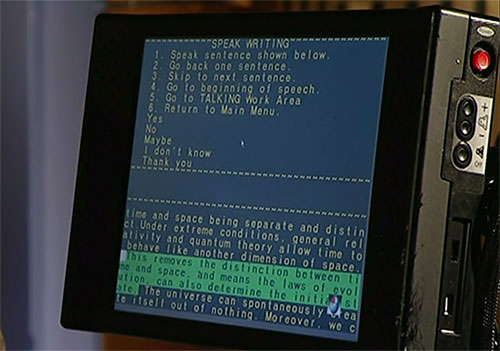 ~~~~~~~~~SPEAK WRITING~~~~~~~~~
1. Speak sentence shown below.
2. Go back one sentence.
3. Skip to next sentence.
4. Go to beginning of speech.
5. Go to TALKING Work Area
6. Return to Main Menu.
Yes
No
Maybe
I don't know
Thank you
time and space being separate and distin
ct.Under extreme conditions, general rel
ativity and quantum theory allow time to
behave like another dimension of space.
This removes the distinction between ti
me and space, and means the laws of evol
ution, can also determine the initial st
ate. The universe can spontaneously
te itself out of nothing. Moreover, we c
Off